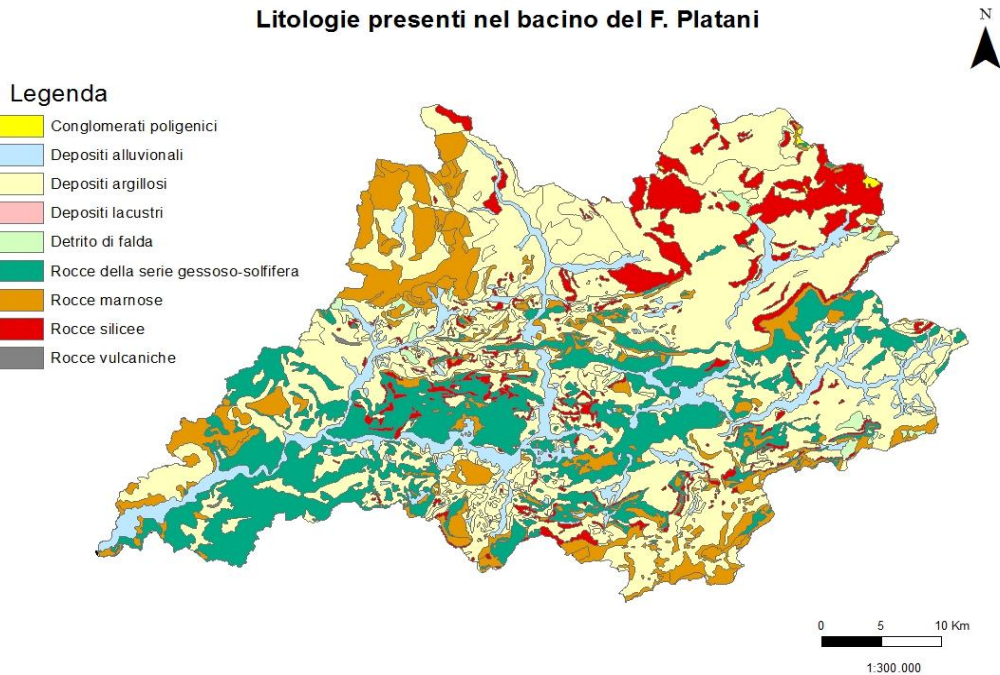 Litologie presenti nel bacino del F. Platani
N
Legenda
Conglomerati poligenici
Depositi alluvionali
Depositi argillosi
Depositi lacustri
Detrito di falda
Rocce della serie gessoso-solfifera
Rocce marnose
Rocce silicee
Rocce vulcaniche
0 5 10 Km
1:300.000